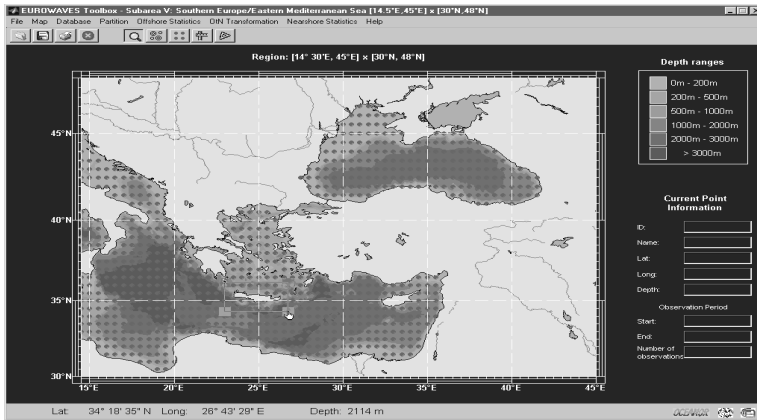 EUROWAVES Toolbox - Subarea V: Southern Europe/Eastern Mediterranean Sea [14.5°E,45°E] x [30°N,48°N]
File Map Database Partition Offshore Statistics OIN Transformation Nearshore Statistics Help
Region: [14° 30'E, 45°E] x [30°N, 48°N]
Depth ranges
0m - 200m
200m - 500m
500m - 1000m
1000m - 2000m
2000m - 3000m
> 3000m
45°N
40°N
35°N
30°N
15°E 20°E 25°E 30°E 35°E 40°E 45°E
Current Point
Information
ID:
Name:
Lat:
Long:
Depth:
Observation Period
Start:
End:
Number of
observations
Lat: 34° 18' 35" N Long: 26° 43' 29" E Depth: 2114 m
OCEANOR